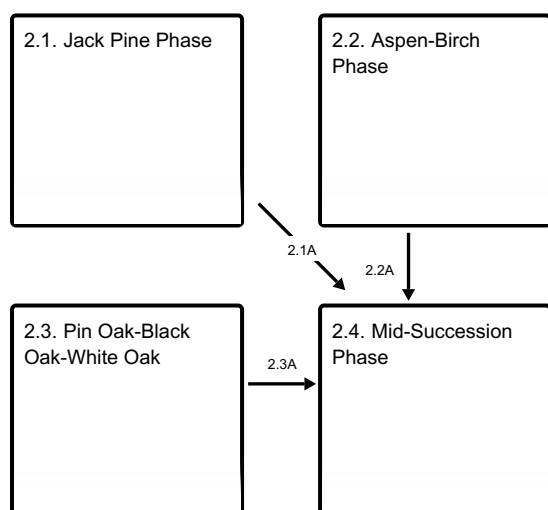 2.1. Jack Pine Phase
2.2. Aspen-Birch
Phase
2.1A
2.2A
2.3. Pin Oak-Black
Oak-White Oak
2.3A
2.4. Mid-Succession
Phase